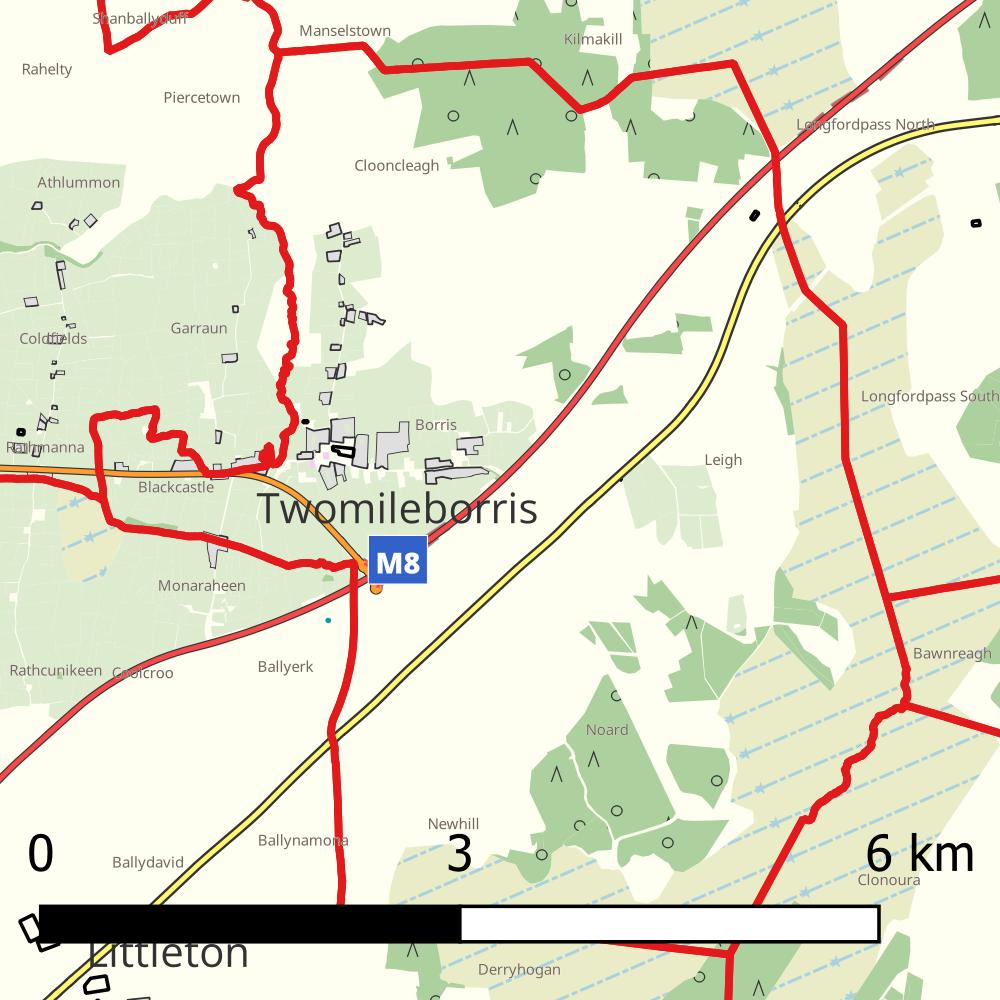 Shanballyduff
Manselstown
Kilmakill
Rahelty
Piercetown
Longfordpass North
Clooncleagh
Athlummon
Garraun
Coldfields
Longfordpass South
Borris
Rathmanna
Leigh
Blackcastle
Twomileborris
M8
Monaraheen
Bawnreagh
Ballyerk
Rathcunikeen
Coolcroo
Noard
Newhill
Ballynamona
0
3
6 km
Ballydavid
Clonoura
Littleton
Derryhogan